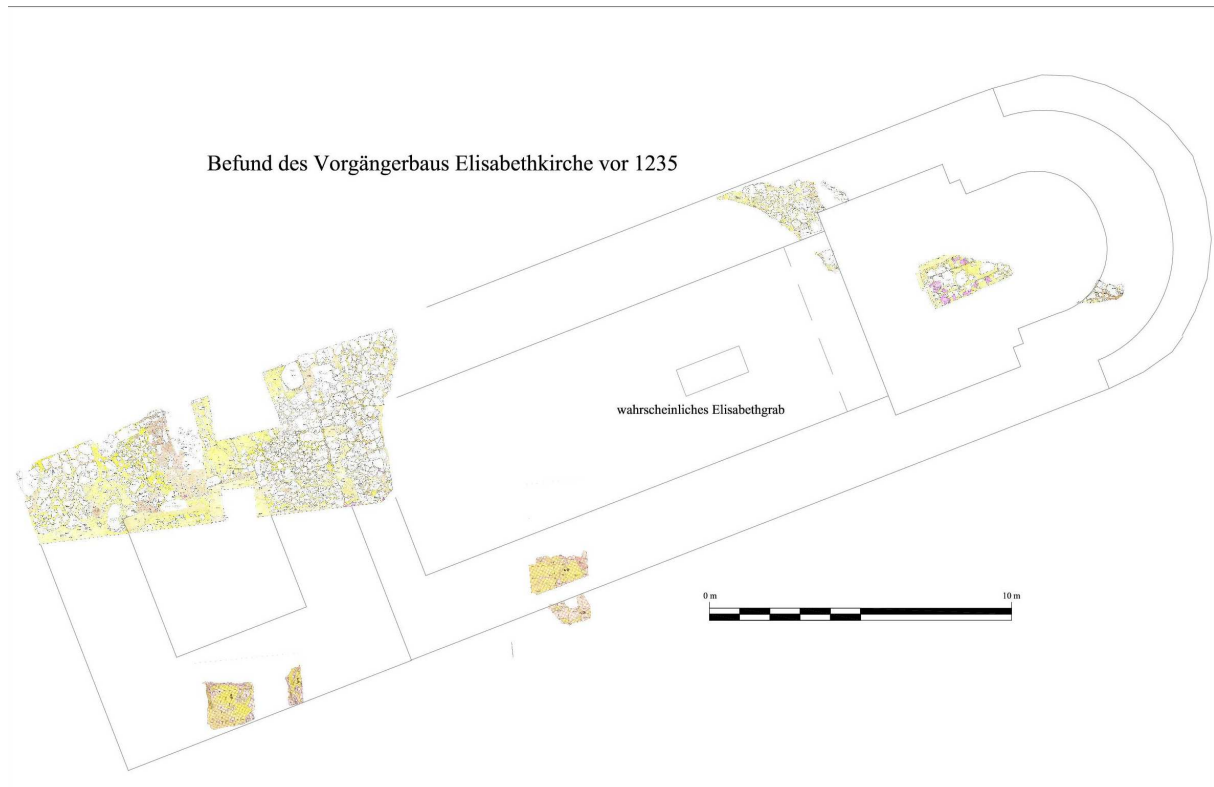 Befund des Vorgängerbaus Elisabethkirche vor 1235
wahrscheinliches Elisabethgrab
0 m
10 m